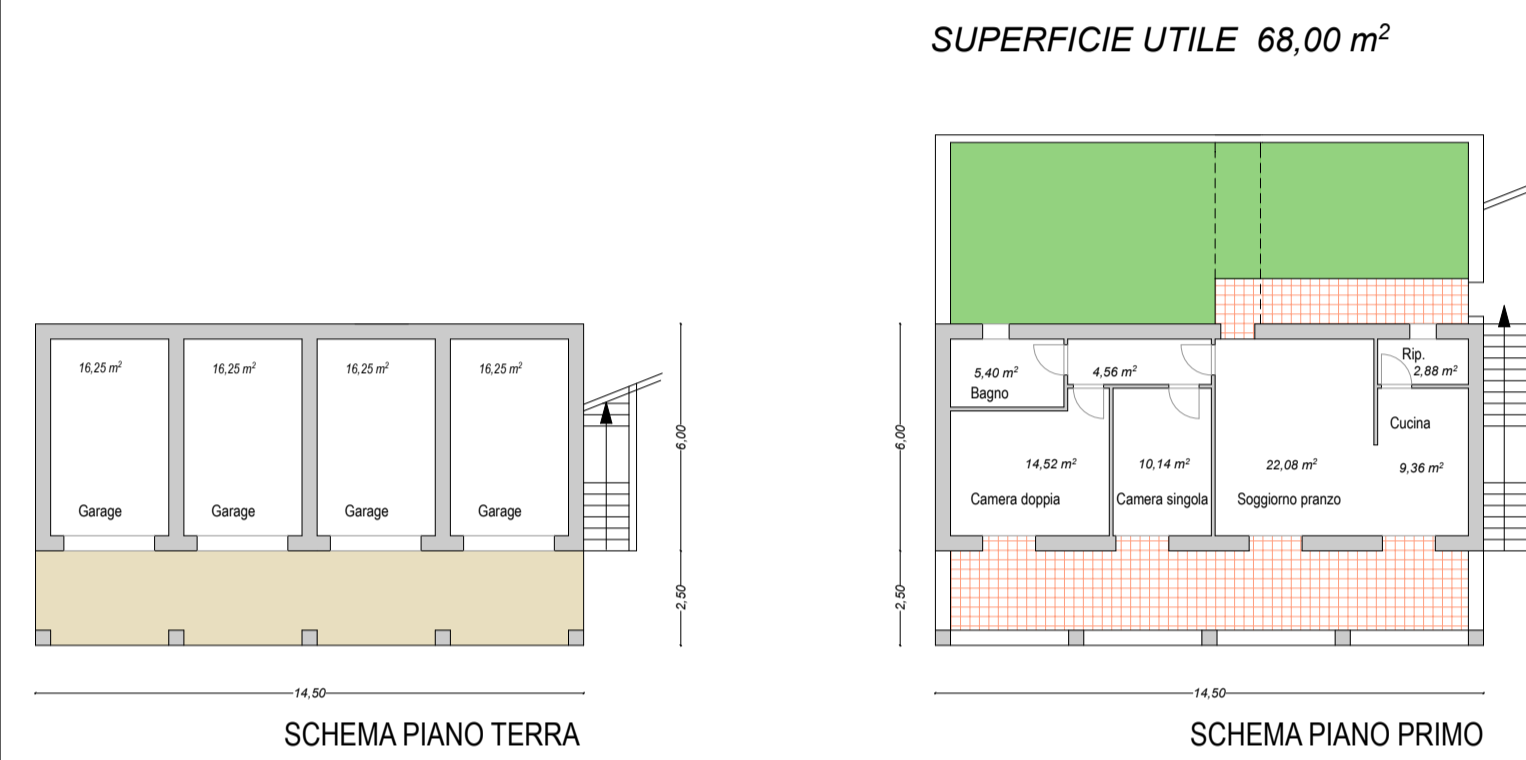 SUPERFICIE UTILE 68,00 m²
16,25 m²
16,25 m²
16,25 m²
16,25 m²
Garage
Garage
Garage
Garage
6,00
2,50
14,50
SCHEMA PIANO TERRA
5,40 m²
Bagno
4,56 m²
Rip.
2,88 m²
Cucina
9,36 m²
14,52 m²
Camera doppia
10,14 m²
Camera singola
22,08 m²
Soggiorno pranzo
6,00
2,50
14,50
SCHEMA PIANO PRIMO